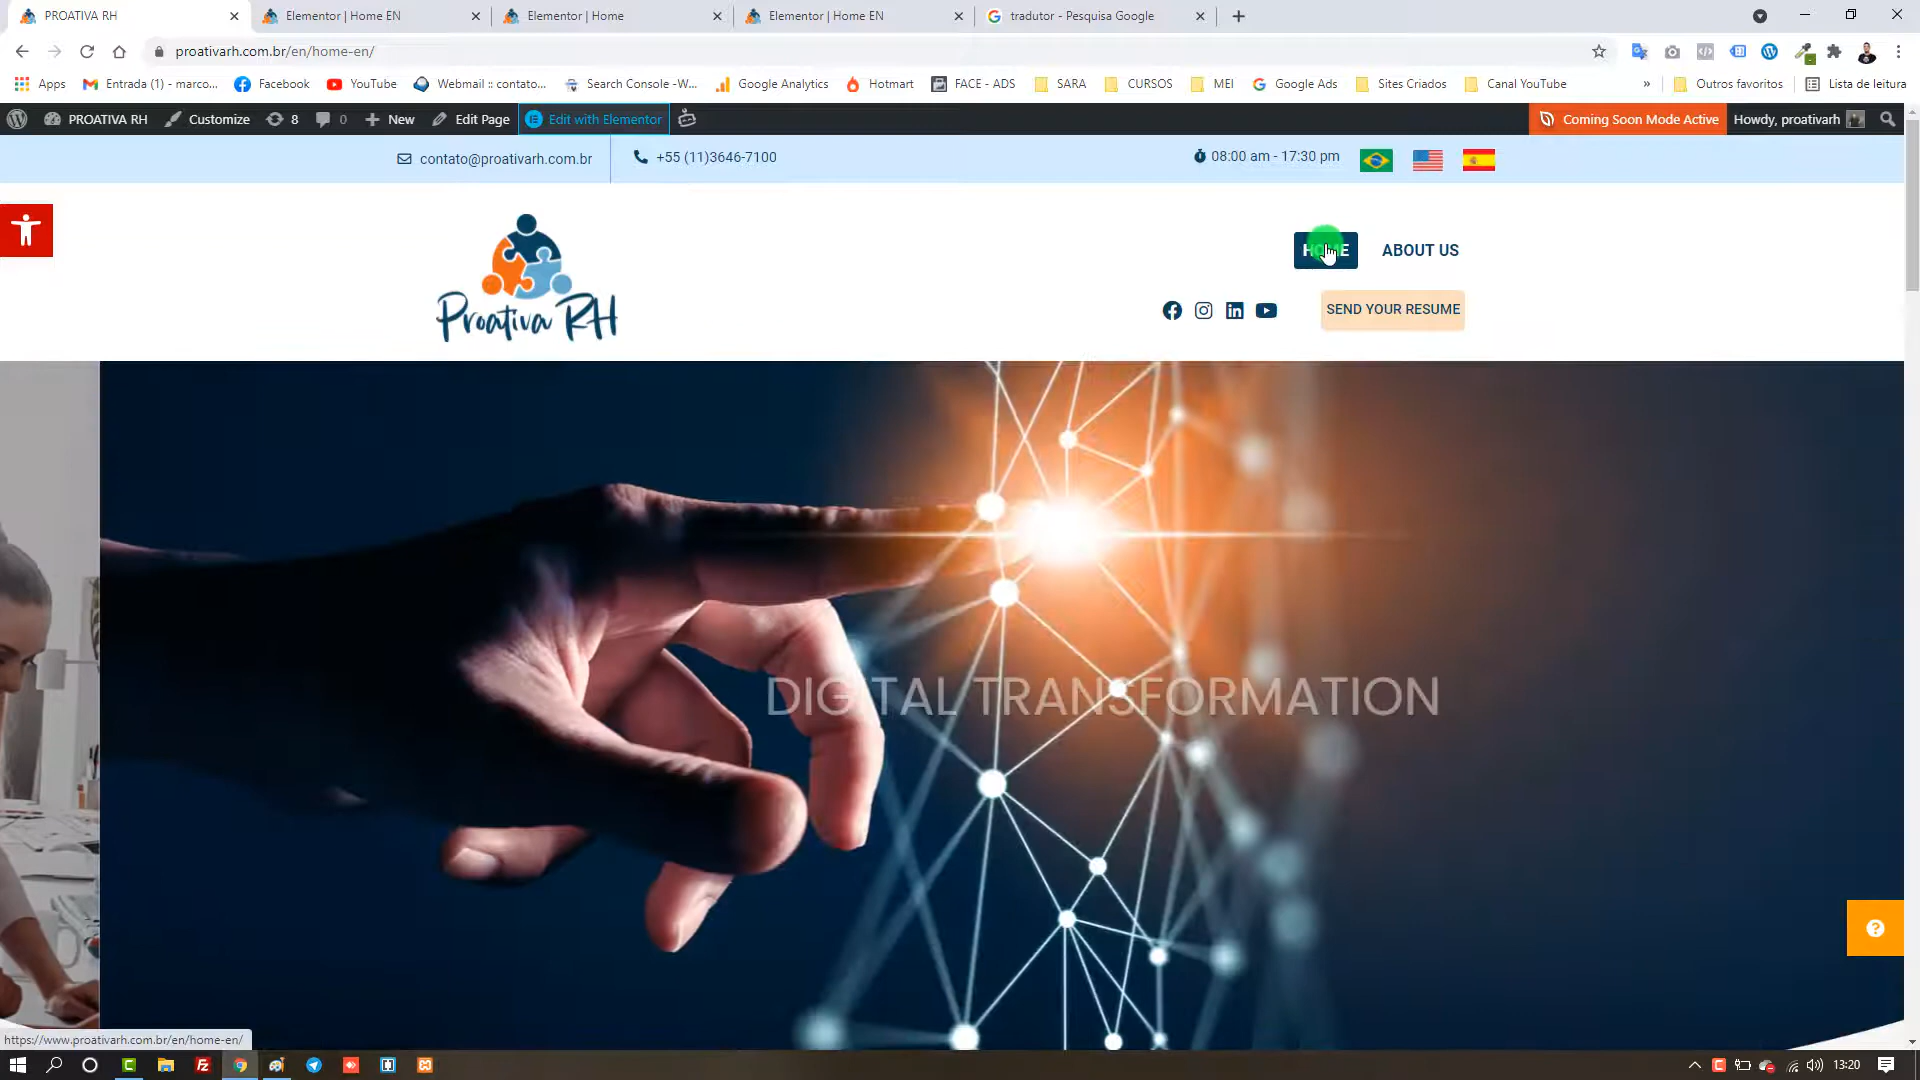 PROATIVA RH
Elementor | Home EN
Elementor | Home
Elementor | Home EN
tradutor - Pesquisa Google
proativarh.com.br/en/home-en/
Apps
Entrada (1) - marco...
Facebook
YouTube
Webmail :: contato...
Search Console -W...
Google Analytics
Hotmart
FACE - ADS
SARA
CURSOS
MEI
Google Ads
Sites Criados
Canal YouTube
»
Outros favoritos
Lista de leitura
PROATIVA RH
Customize
8
0
New
Edit Page
Edit with Elementor
Coming Soon Mode Active
Howdy, proativarh
contato@proativarh.com.br
+55 (11)3646-7100
08:00 am - 17:30 pm
HOME
ABOUT US
Proativa RH
SEND YOUR RESUME
DIGITAL TRANSFORMATION
https://www.proativarh.com.br/en/home-en/
13:20